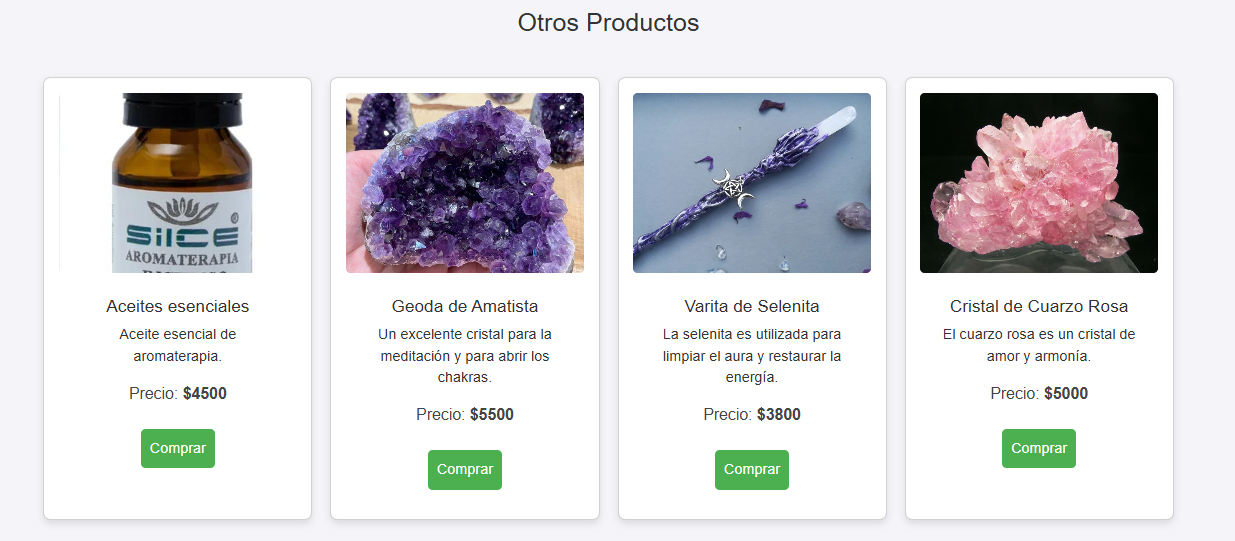 Otros Productos
SiiCE
®
AROMATERAPIA
Aceites esenciales
Aceite esencial de
aromaterapia.
Precio: $4500
Comprar
Geoda de Amatista
Un excelente cristal para la
meditación y para abrir los
chakras.
Precio: $5500
Comprar
Varita de Selenita
La selenita es utilizada para
limpiar el aura y restaurar la
energía.
Precio: $3800
Comprar
Cristal de Cuarzo Rosa
El cuarzo rosa es un cristal de
amor y armonía.
Precio: $5000
Comprar